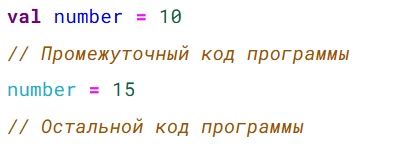 val number = 10
// Промежуточный код программы
number = 15
// Остальной код программы